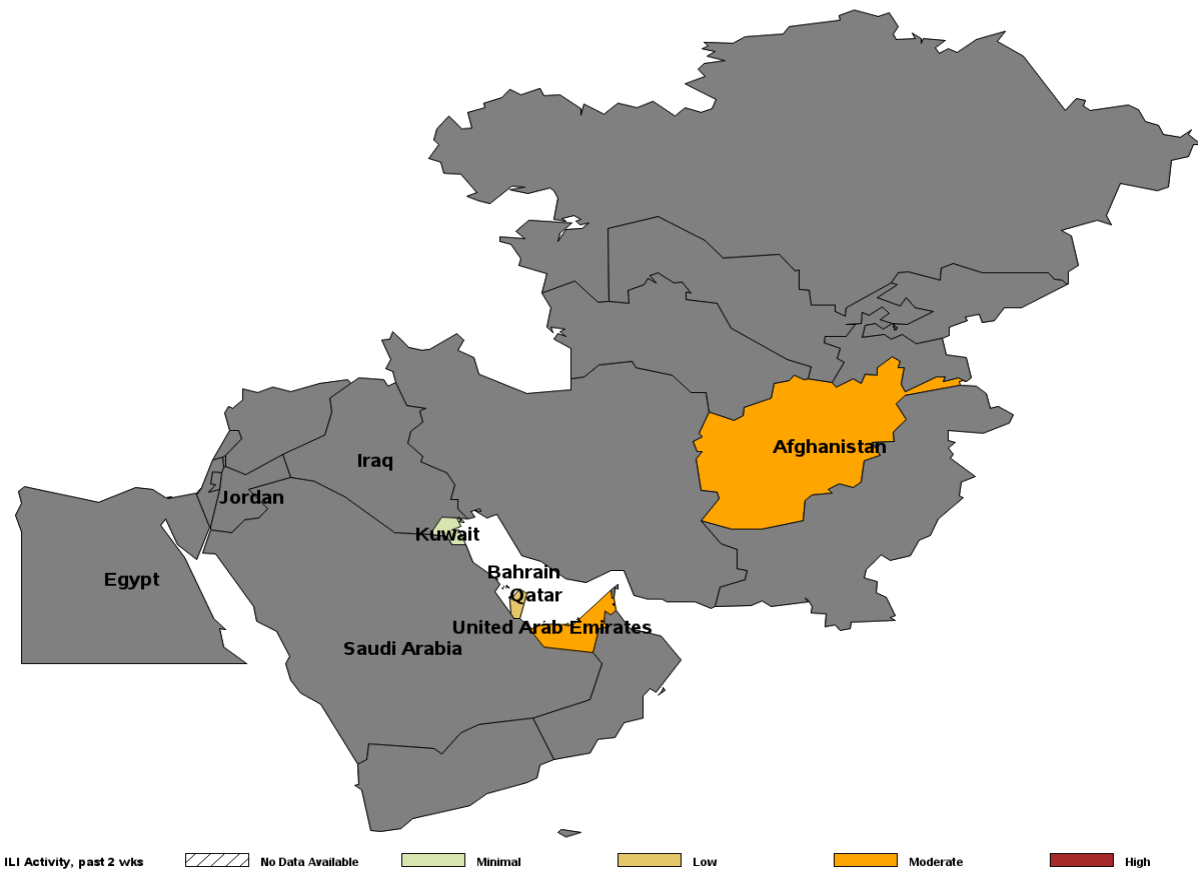 Afghanistan
Iraq
Jordan
Kuwait
Bahrain
Egypt
Qatar
United Arab Emirates
Saudi Arabia
ILI Activity, past 2 wks No Data Available Minimal Low Moderate High